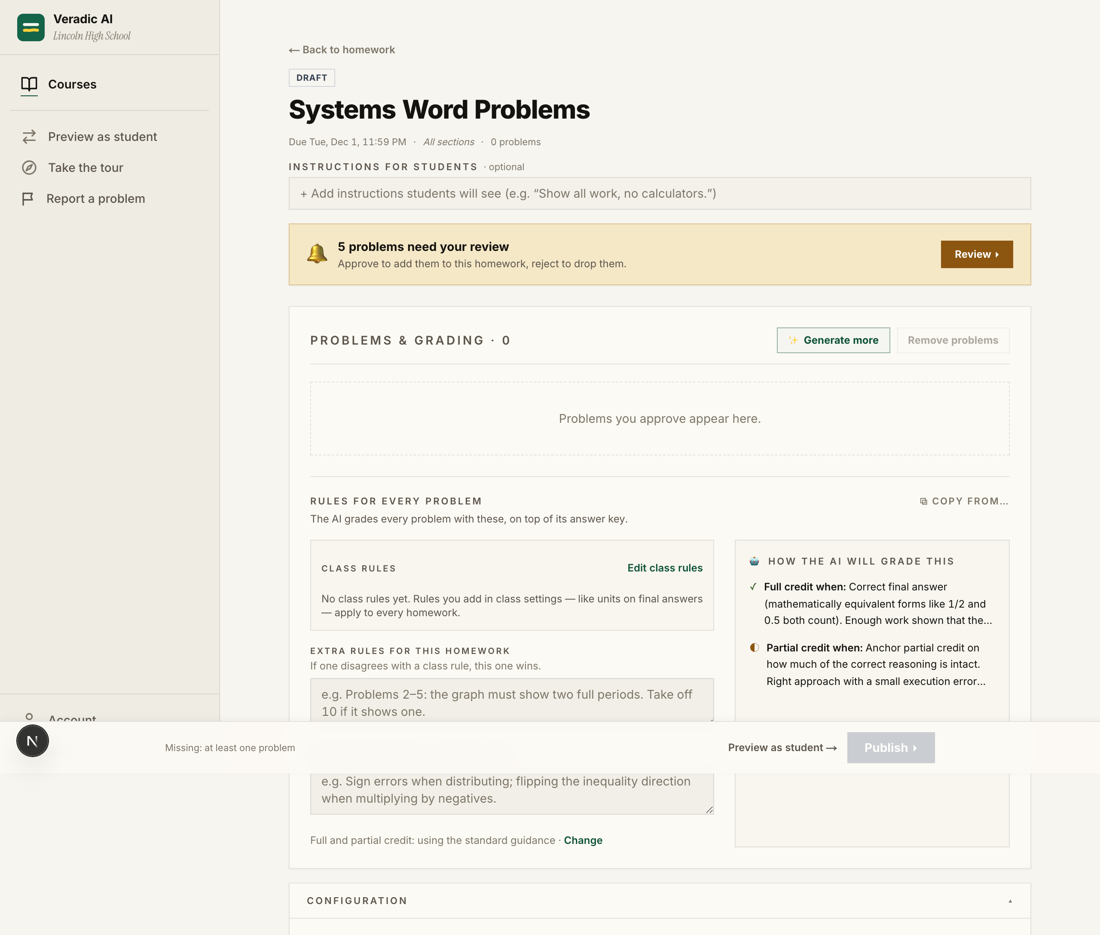 Veradic AI
Lincoln High School
Courses
Preview as student
Take the tour
Report a problem
Account
← Back to homework
DRAFT
Systems Word Problems
Due Tue, Dec 1, 11:59 PM · All sections · 0 problems
INSTRUCTIONS FOR STUDENTS · optional
+ Add instructions students will see (e.g. “Show all work, no calculators.”)
5 problems need your review
Approve to add them to this homework, reject to drop them.
Review ›
PROBLEMS & GRADING · 0
✨ Generate more
Remove problems
Problems you approve appear here.
RULES FOR EVERY PROBLEM
COPY FROM…
The AI grades every problem with these, on top of its answer key.
CLASS RULES
Edit class rules
No class rules yet. Rules you add in class settings — like units on final answers
— apply to every homework.
EXTRA RULES FOR THIS HOMEWORK
If one disagrees with a class rule, this one wins.
e.g. Problems 2–5: the graph must show two full periods. Take off
10 if it shows one.
HOW THE AI WILL GRADE THIS
✓ Full credit when: Correct final answer
(mathematically equivalent forms like 1/2 and
0.5 both count). Enough work shown that the…
Partial credit when: Anchor partial credit on
how much of the correct reasoning is intact.
Right approach with a small execution error…
N
Missing: at least one problem
Preview as student →
Publish ›
e.g. Sign errors when distributing; flipping the inequality direction
when multiplying by negatives.
Full and partial credit: using the standard guidance · Change
CONFIGURATION